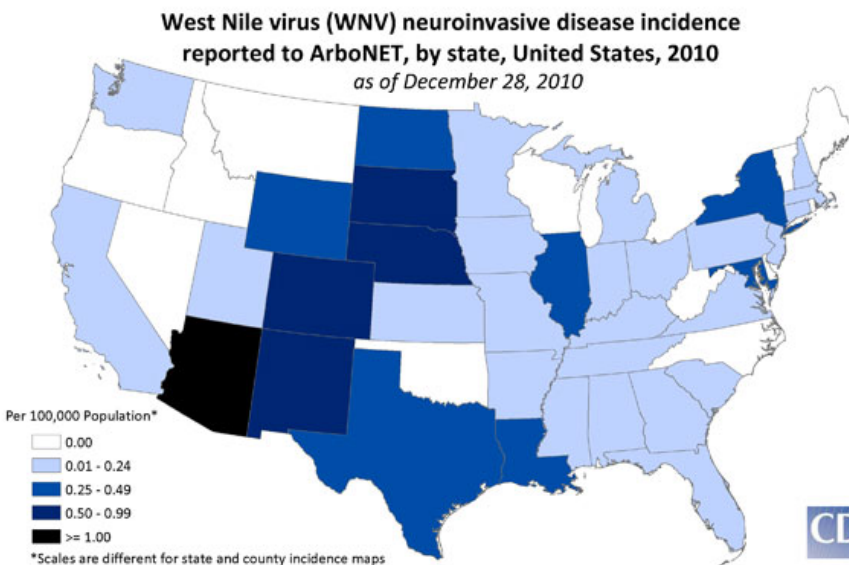 West Nile virus (WNV) neuroinvasive disease incidence
reported to ArboNET, by state, United States, 2010
as of December 28, 2010
Per 100,000 Population*
0.00
0.01 - 0.24
0.25 - 0.49
0.50 - 0.99
>= 1.00
*Scales are different for state and county incidence maps
CD